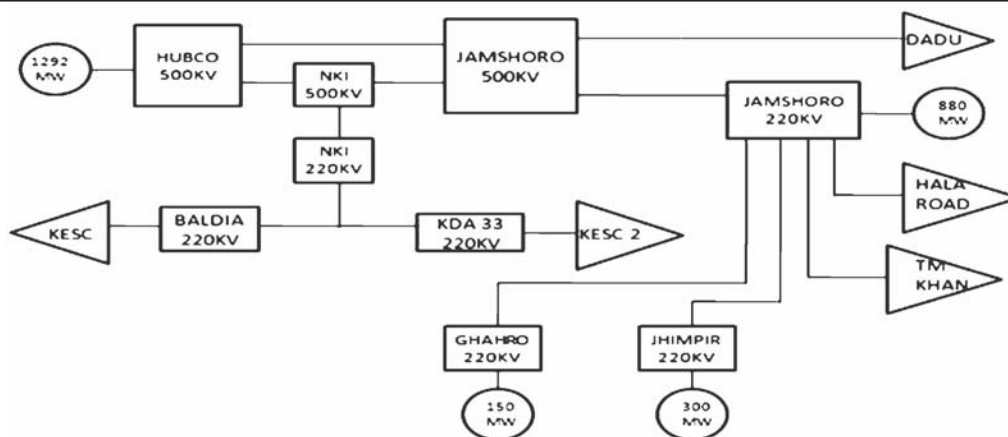 1292
MW
HUBCO
500KV
NKI
500KV
JAMSHORO
500KV
DADU
JAMSHORO
220KV
880
MW
NKI
220KV
HALA
ROAD
KESC
BALDIA
220KV
KDA 33
220KV
KESC 2
TM
KHAN
GHAHRO
220KV
JHIMPIR
220KV
150
MW
300
MW